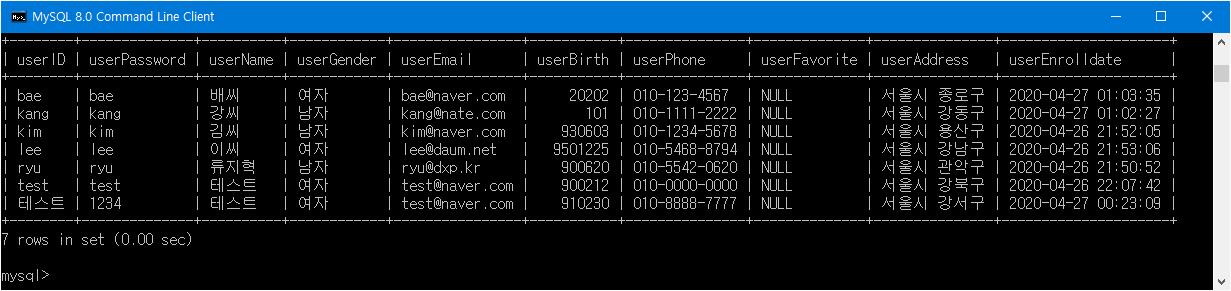 MySQL 8.0 Command Line Client
| userID | userPassword | userName | userGender | userEmail | userBirth | userPhone | userFavorite | userAddress | userEnrolldate |
| bae | bae | 배씨 | 여자 | bae@naver.com | 20202 | 010-123-4567 | NULL | 서울시 종로구 | 2020-04-27 01:03:35 |
| kang | kang | 강씨 | 남자 | kang@nate.com | 101 | 010-1111-2222 | NULL | 서울시 강동구 | 2020-04-27 01:02:27 |
| kim | kim | 김씨 | 남자 | kim@naver.com | 930603 | 010-1234-5678 | NULL | 서울시 용산구 | 2020-04-26 21:52:05 |
| lee | lee | 이씨 | 여자 | lee@daum.net | 9501225 | 010-5468-8794 | NULL | 서울시 강남구 | 2020-04-26 21:53:06 |
| ryu | ryu | 류지혁 | 남자 | ryu@dxp.kr | 900620 | 010-5542-0620 | NULL | 서울시 관악구 | 2020-04-26 21:50:52 |
| test | test | 테스트 | 여자 | test@naver.com | 900212 | 010-0000-0000 | NULL | 서울시 강북구 | 2020-04-26 22:07:42 |
| 테스트 | 1234 | 테스트 | 여자 | test@naver.com | 910230 | 010-8888-7777 | NULL | 서울시 강서구 | 2020-04-27 00:23:09 |
7 rows in set (0.00 sec)
mysql>